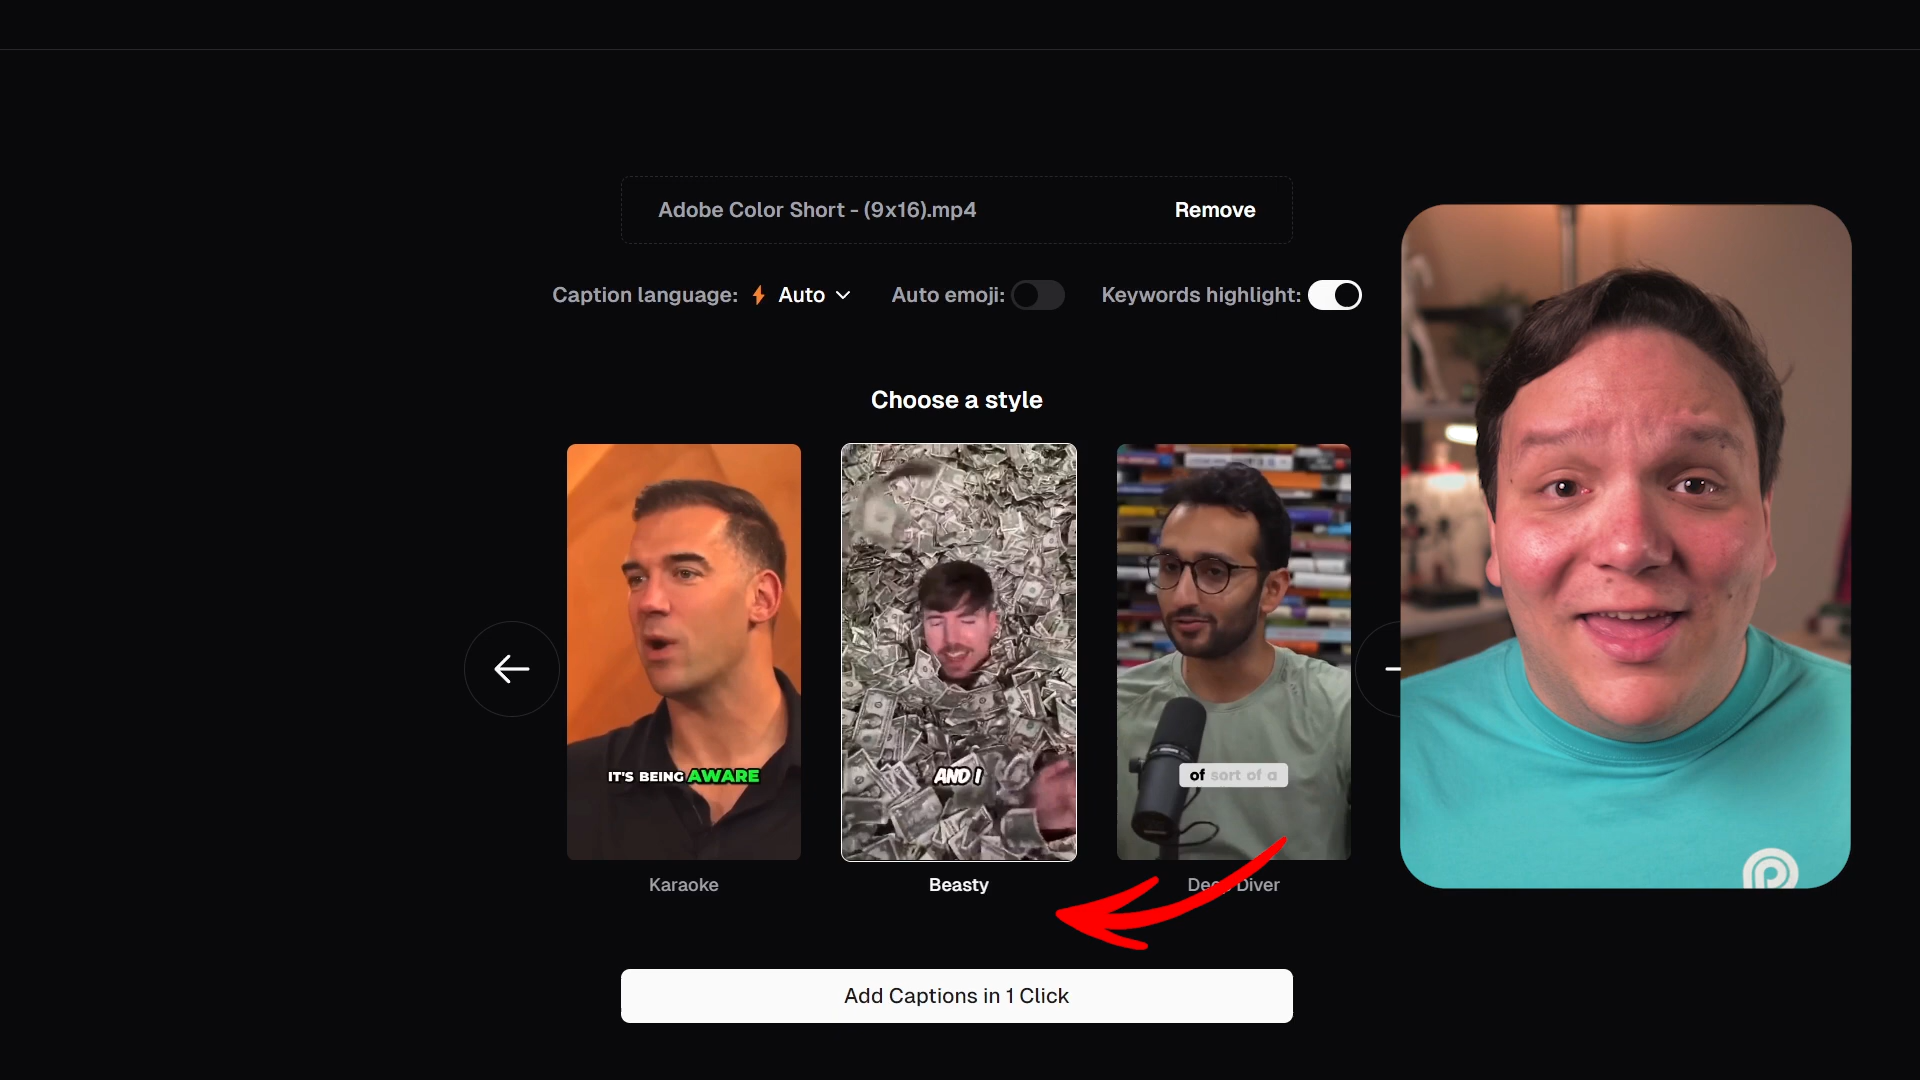 Adobe Color Short - (9x16).mp4 Remove
Caption language: Auto Auto emoji: Keywords highlight:
Choose a style
IT'S BEING AWARE
AND I
of sort of a
Karaoke
Beasty
Deep Diver
Add Captions in 1 Click